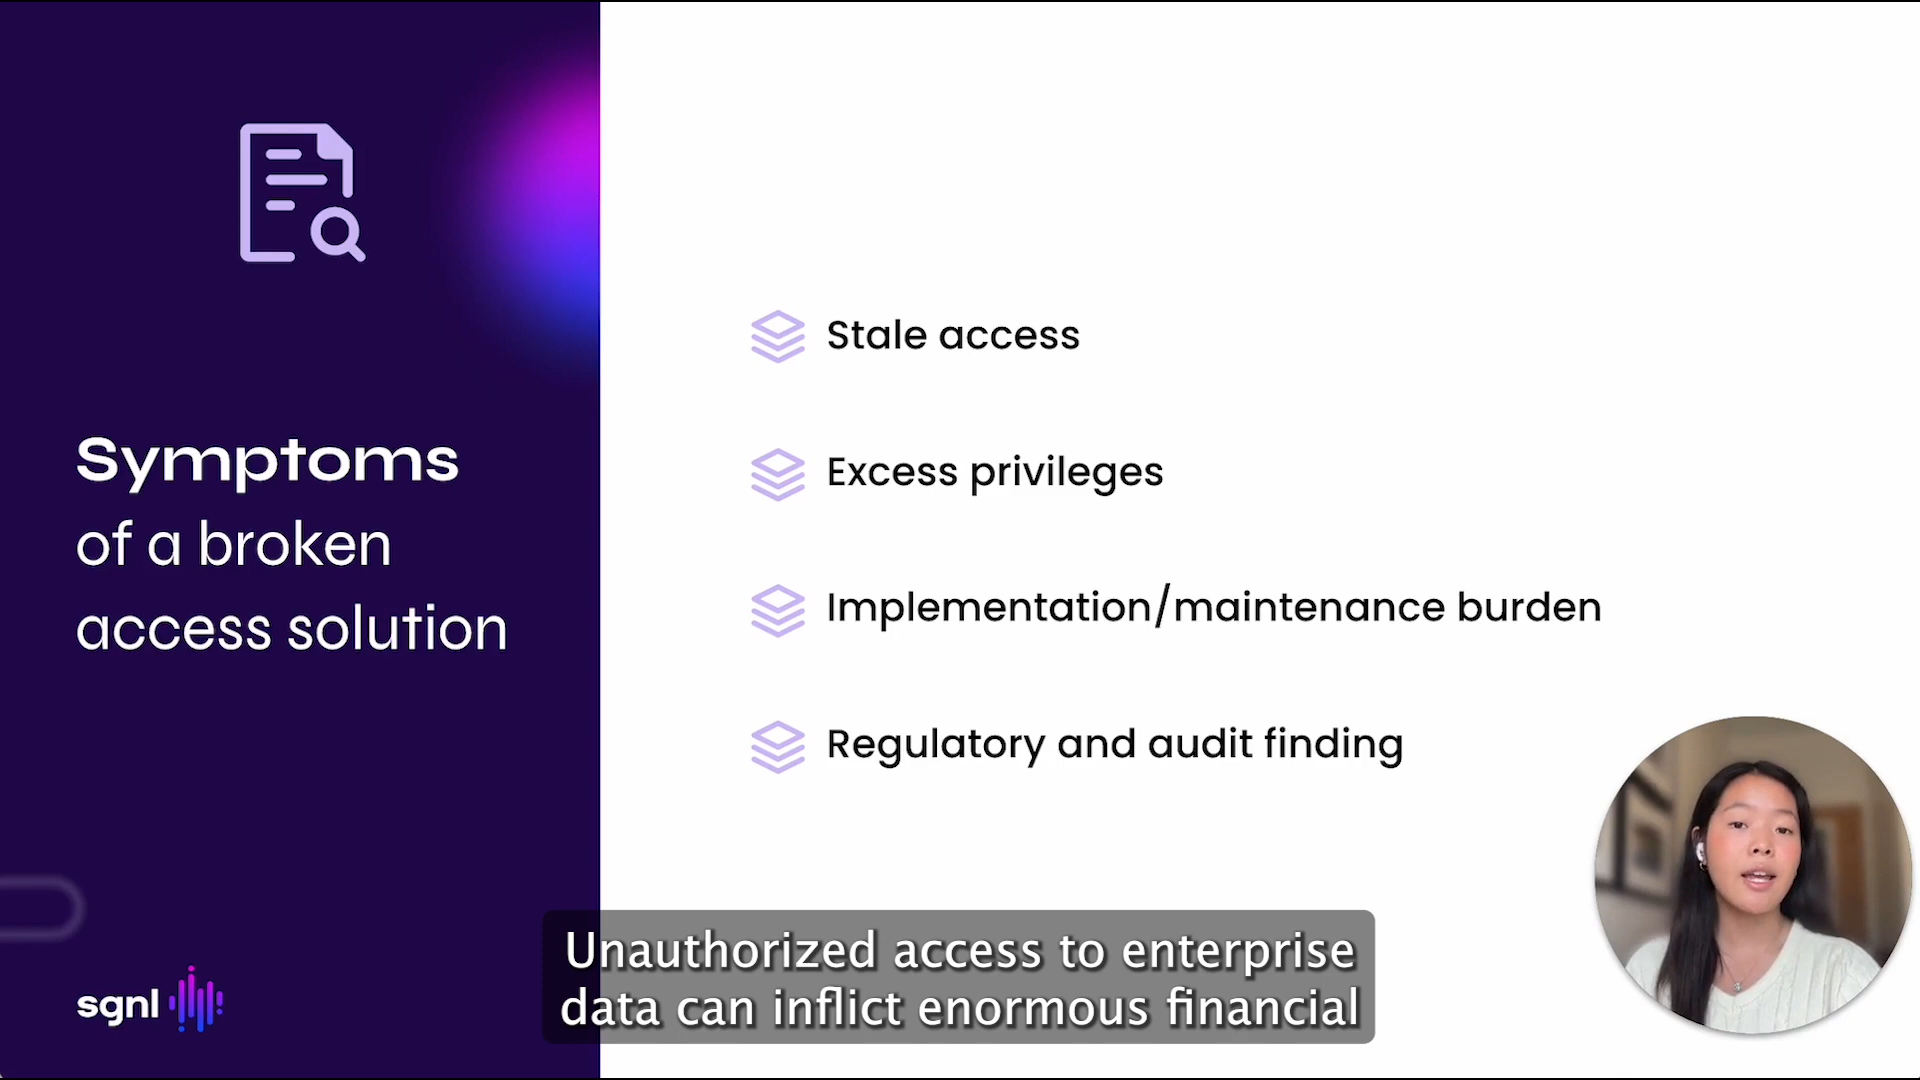 Symptoms
of a broken
access solution
Stale access
Excess privileges
Implementation/maintenance burden
Regulatory and audit finding
sgnl
Unauthorized access to enterprise
data can inflict enormous financial